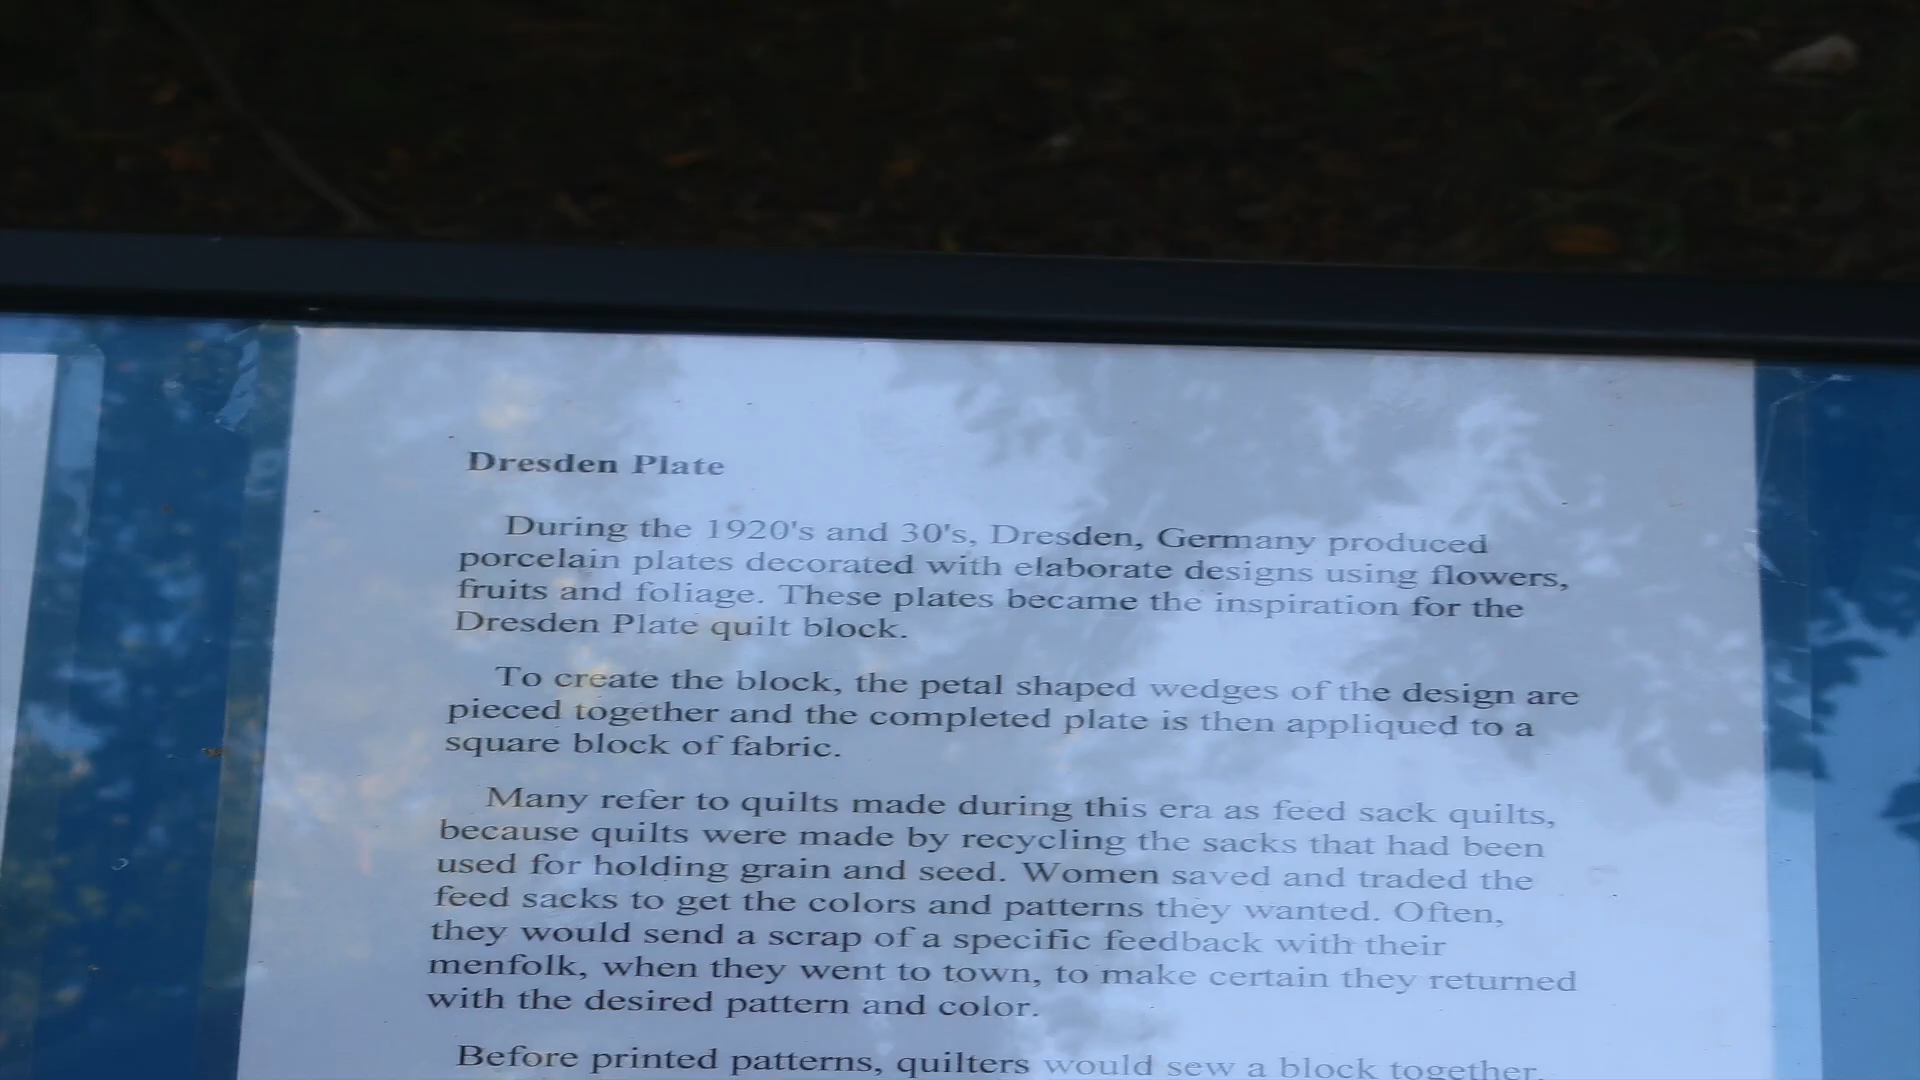 Dresden Plate
During the 1920's and 30's, Dresden, Germany produced
porcelain plates decorated with elaborate designs using flowers,
fruits and foliage. These plates became the inspiration for the
Dresden Plate quilt block.
To create the block, the petal shaped wedges of the design are
pieced together and the completed plate is then appliqued to a
square block of fabric.
Many refer to quilts made during this era as feed sack quilts,
because quilts were made by recycling the sacks that had been
used for holding grain and seed. Women saved and traded the
feed sacks to get the colors and patterns they wanted. Often,
they would send a scrap of a specific feedback with their
menfolk, when they went to town, to make certain they returned
with the desired pattern and color.
Before printed patterns, quilters would sew a block together,